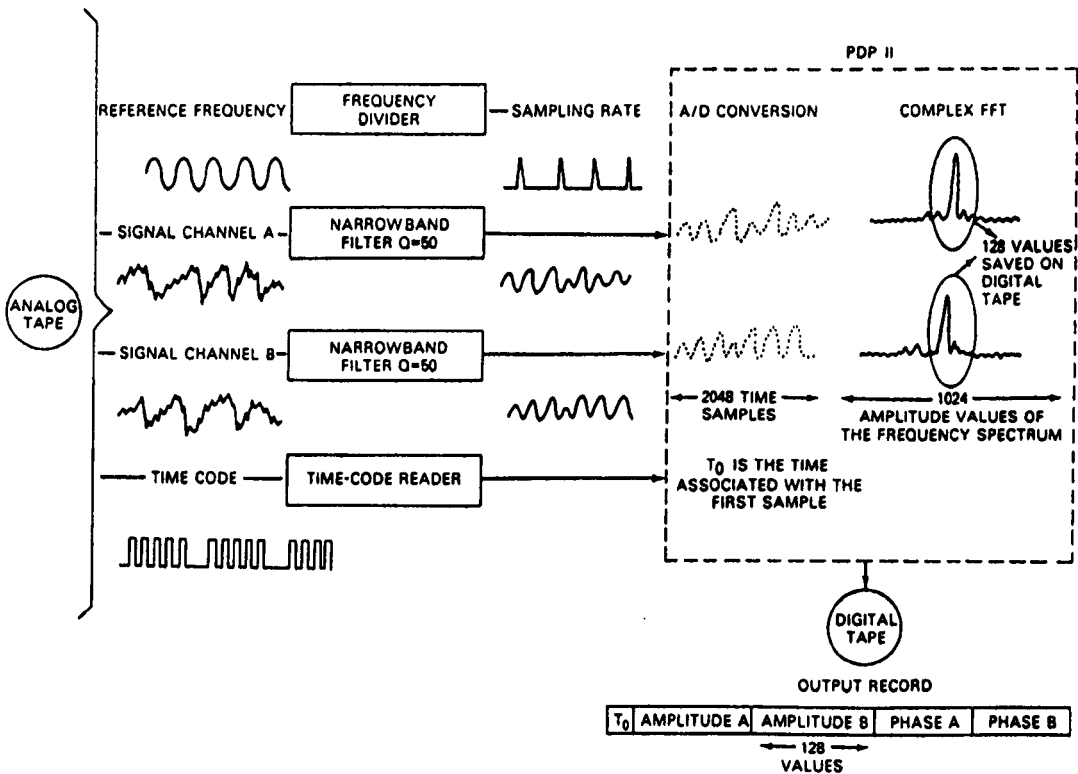 PDP II
REFERENCE FREQUENCY
FREQUENCY
DIVIDER
SAMPLING RATE
A/D CONVERSION
COMPLEX FFT
SIGNAL CHANNEL A
NARROWBAND
FILTER Q=50
128 VALUES
SAVED ON
DIGITAL
TAPE
ANALOG
TAPE
SIGNAL CHANNEL B
NARROWBAND
FILTER Q=50
2048 TIME
SAMPLES
1024
AMPLITUDE VALUES OF
THE FREQUENCY SPECTRUM
TIME CODE
TIME-CODE READER
T0 IS THE TIME
ASSOCIATED WITH THE
FIRST SAMPLE
DIGITAL
TAPE
OUTPUT RECORD
T0 AMPLITUDE A AMPLITUDE B PHASE A PHASE B
128
VALUES